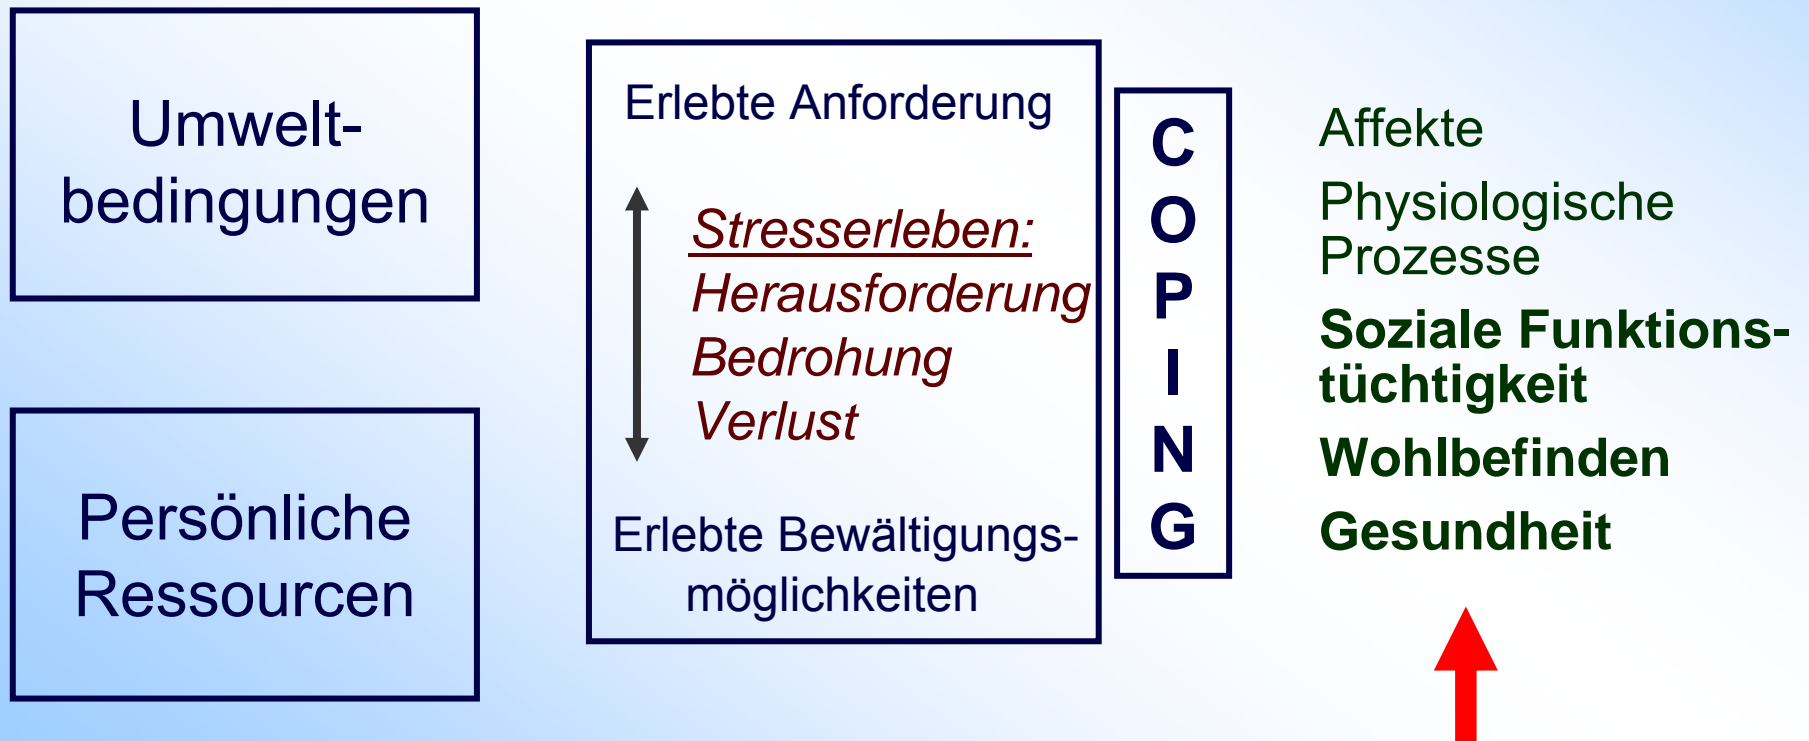 Umwelt-
bedingungen
Persönliche
Ressourcen
Erlebte Anforderung
Stresserleben:
Herausforderung
Bedrohung
Verlust
Erlebte Bewältigungs-
möglichkeiten
C
O
P
I
N
G
Affekte
Physiologische
Prozesse
Soziale Funktions-
tüchtigkeit
Wohlbefinden
Gesundheit